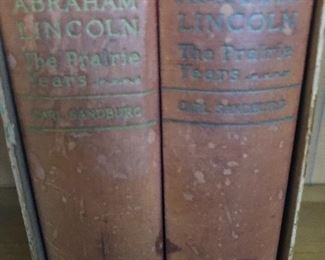 ABRAHAM
LINCOLN
The Prairie
Years
CARL SANDBURG
LINCOLN
The Prairie
Years
CARL SANDBURG